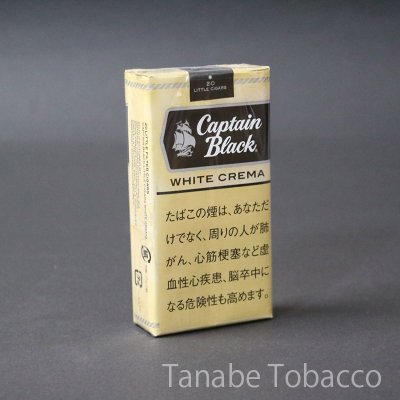 20
LITTLE CIGARS
Captain
Black
WHITE CREMA
たばこの煙は、あなただ
けでなく、周りの人が肺
がん、心筋梗塞など虚
血性心疾患、脳卒中に
なる危険性も高めます。
Tanabe Tobacco